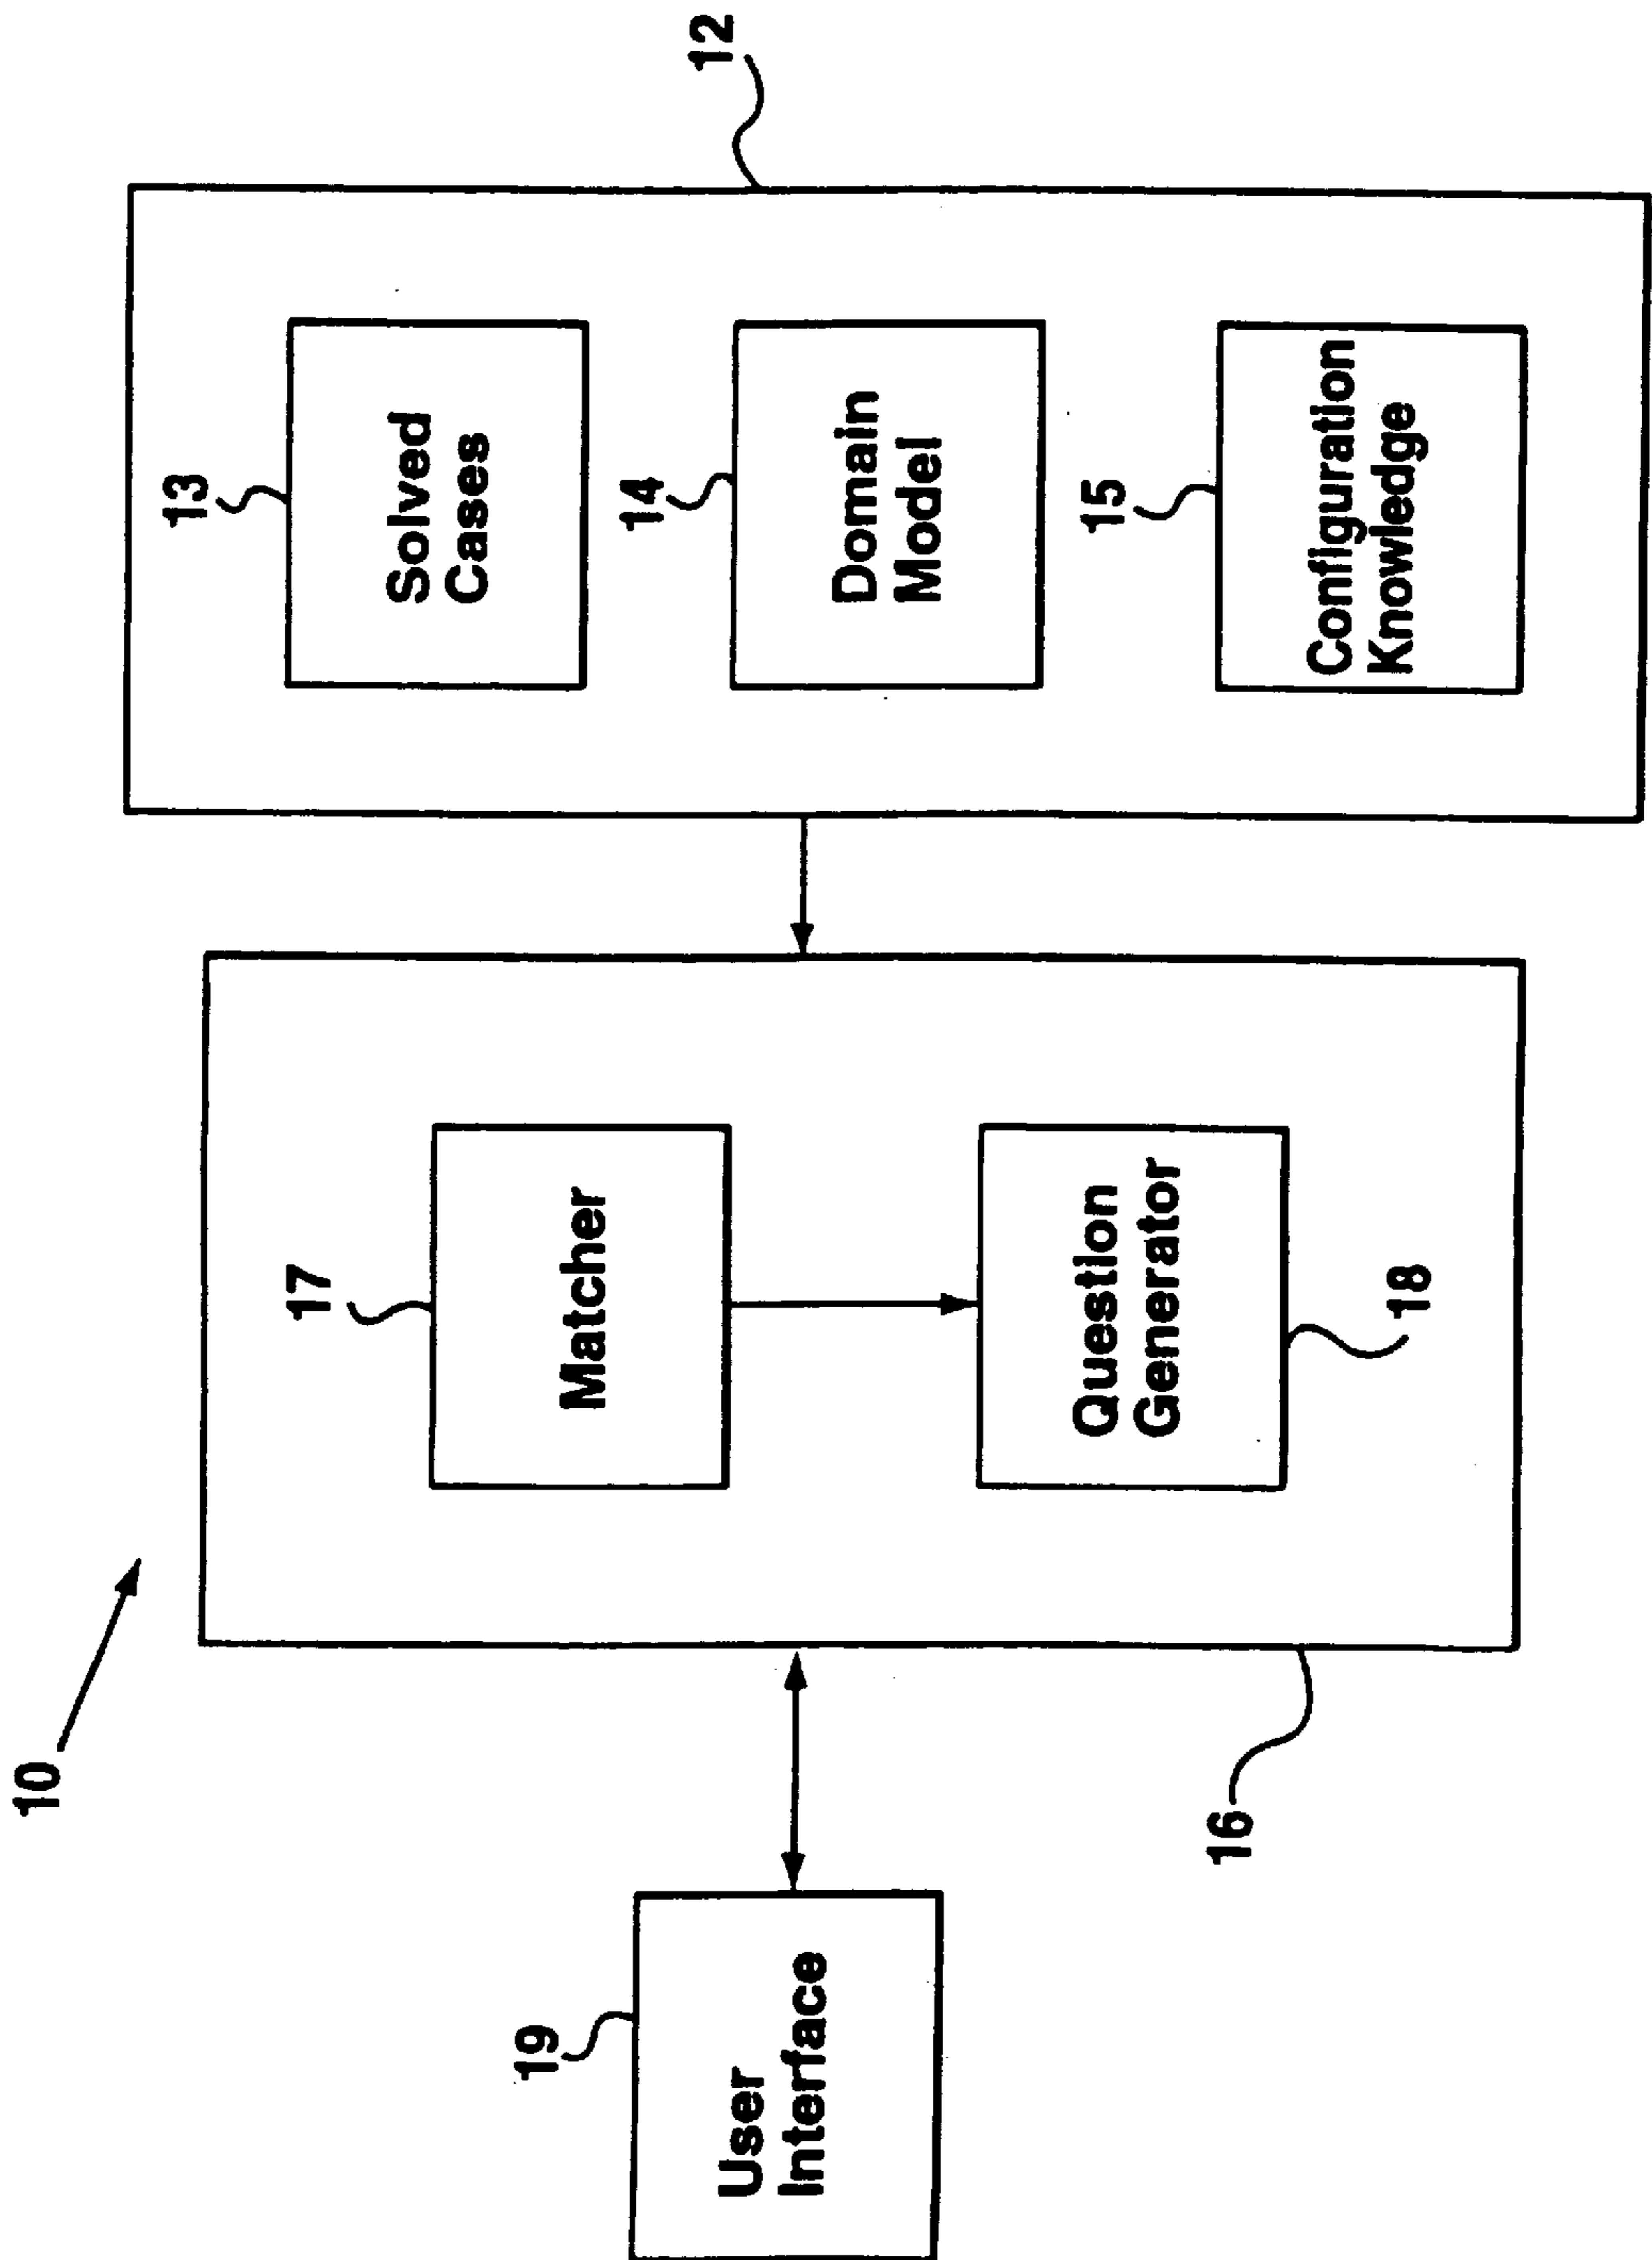 10
19
User
Interface
16
17
Matcher
Question
Generator
18
12
13
Solved
Cases
14
Domain
Model
15
Configuration
Knowledge